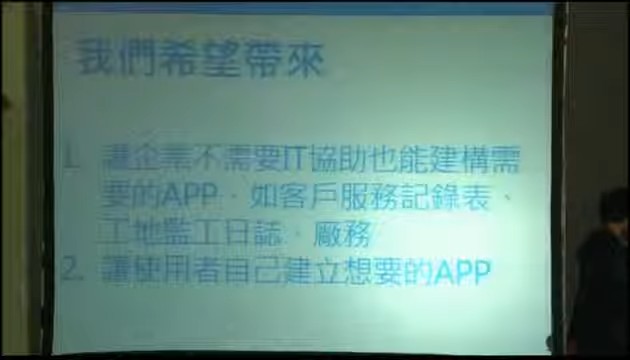 我們希望帶來
1. 讓企業不需要IT協助也能建構需
要的APP，如客戶服務記錄表、
工地監工日誌，廠務
2. 讓使用者自己建立想要的APP